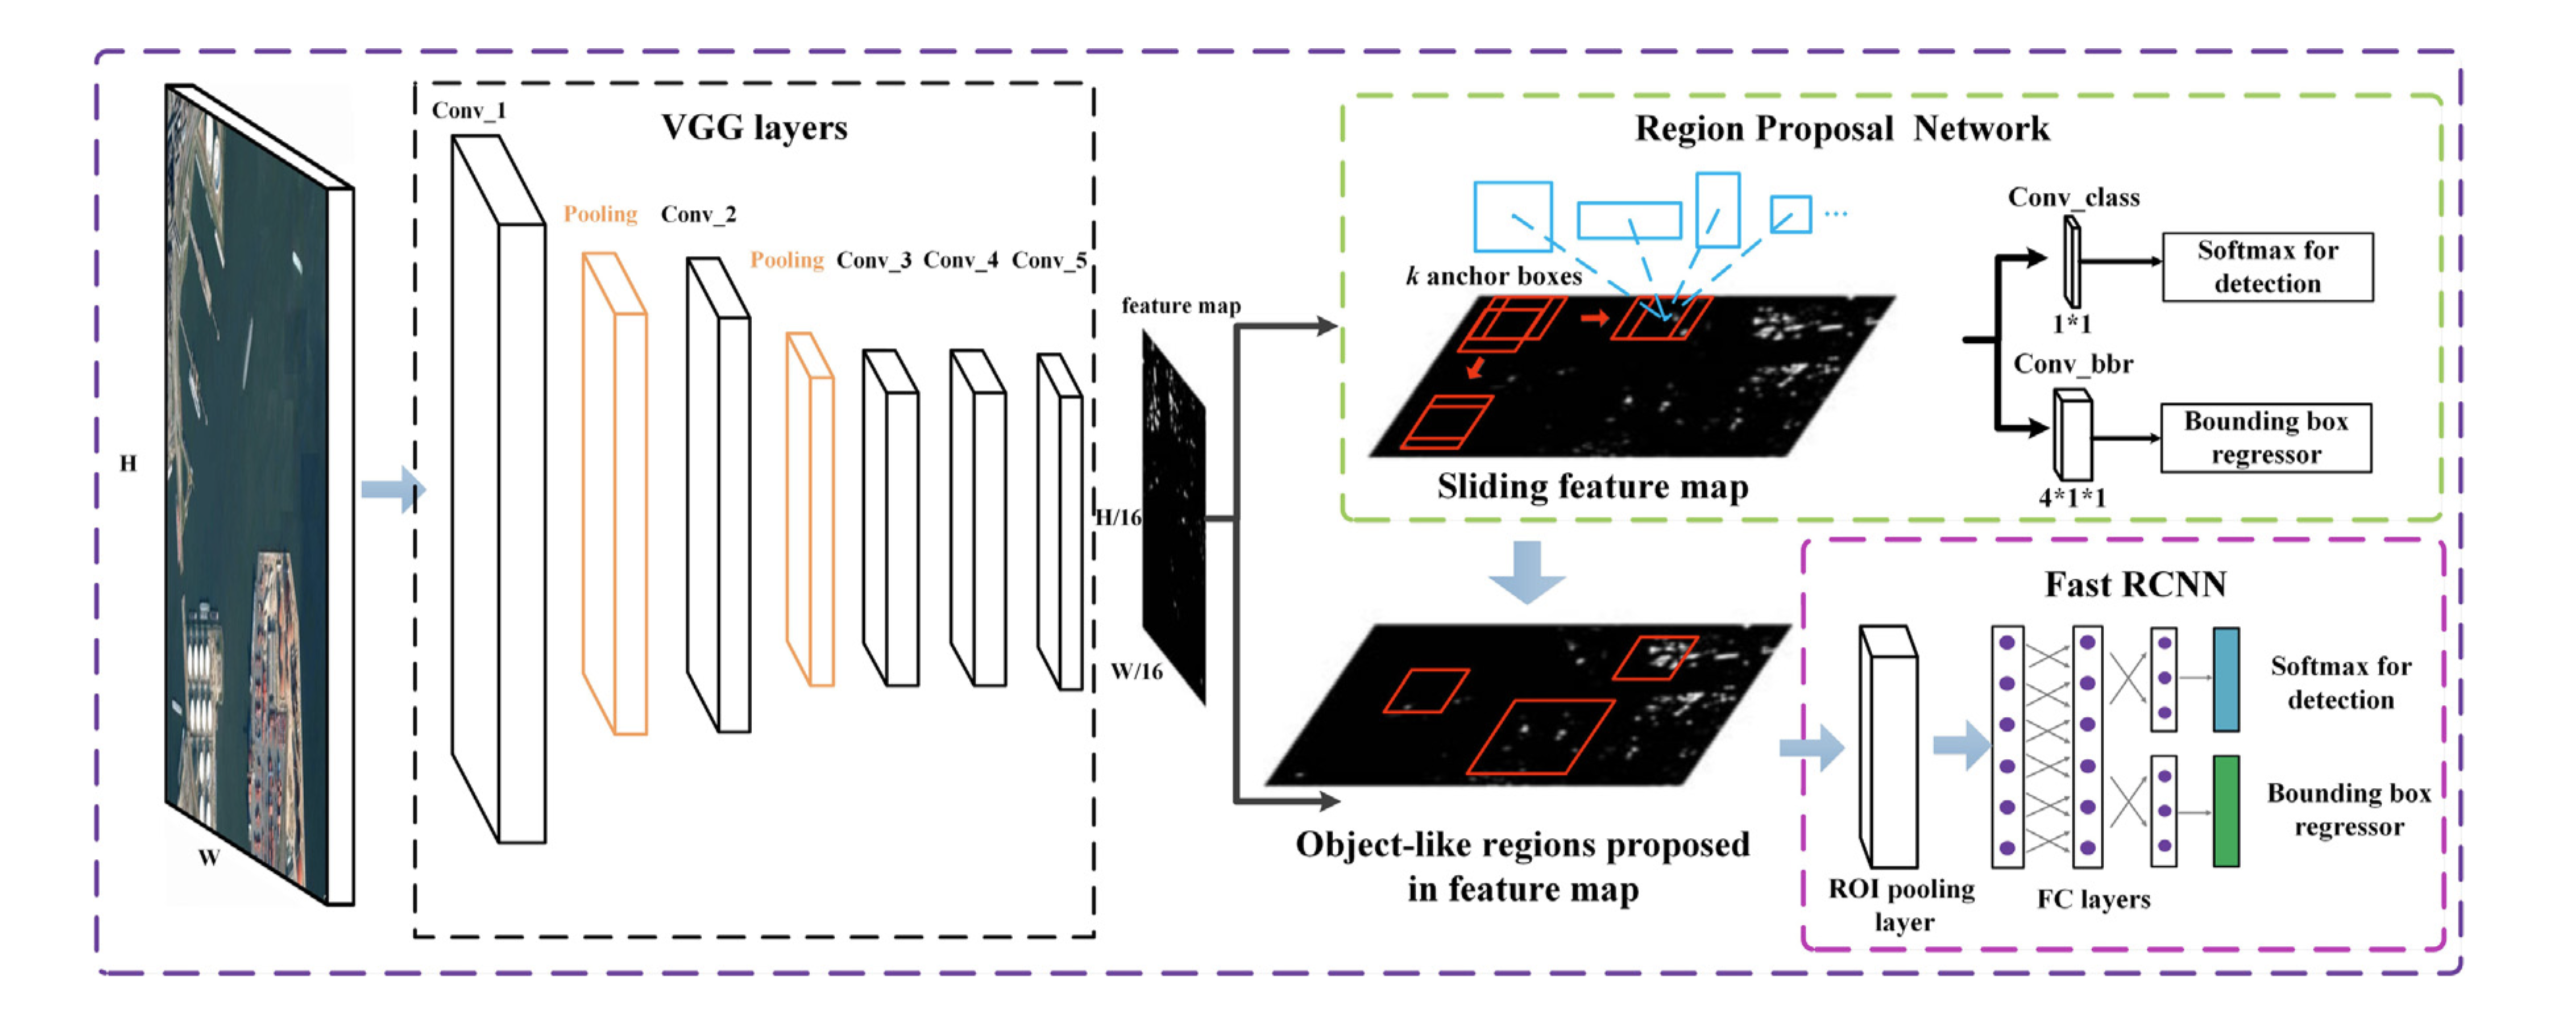 H
W
VGG layers
Conv_1
Pooling
Conv_2
Pooling
Conv_3
Conv_4
Conv_5
feature map
H/16
W/16
Region Proposal Network
k anchor boxes
Sliding feature map
Conv_class
1*1
Softmax for
detection
Conv_bbr
4*1*1
Bounding box
regressor
Object-like regions proposed
in feature map
Fast RCNN
ROI pooling
layer
FC layers
Softmax for
detection
Bounding box
regressor